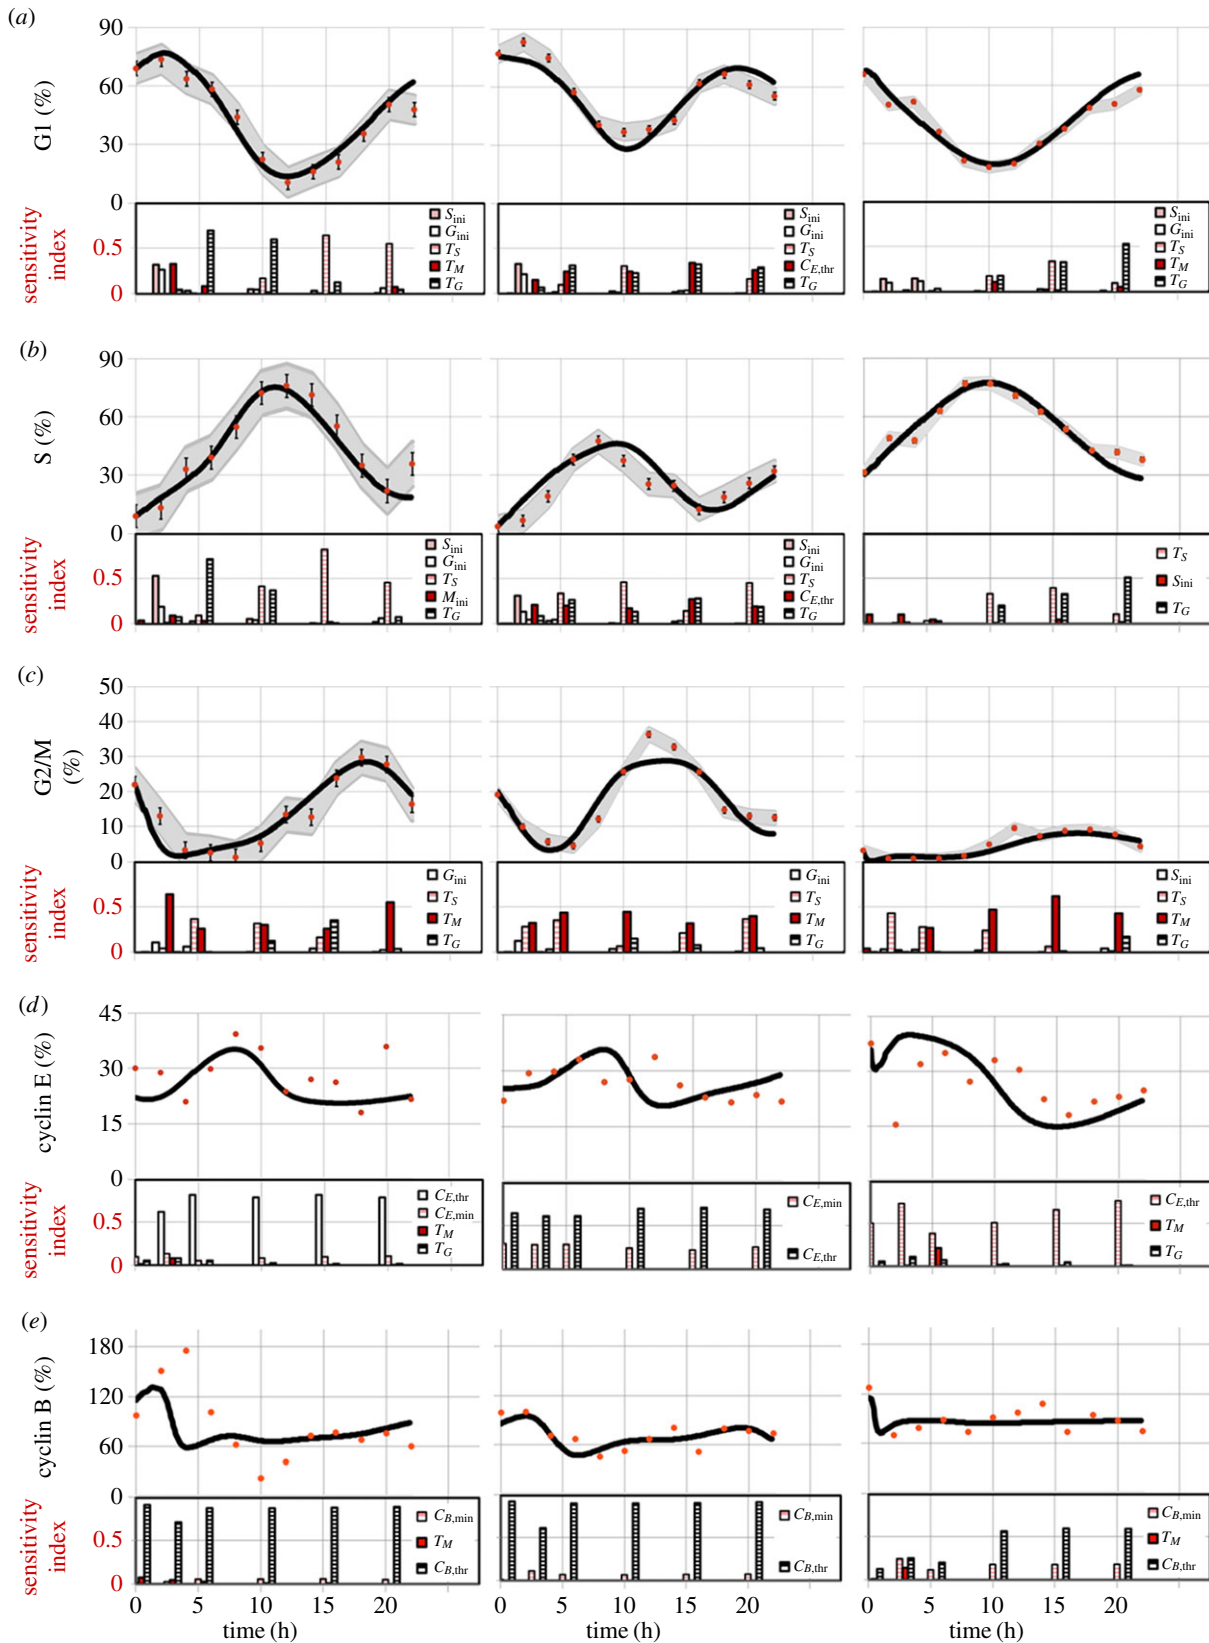 (a)
90
60
30
0
G1 (%)
sensitivity
index
0.5
0
S_ini
G_ini
T_S
T_M
T_G
S_ini
G_ini
T_S
C_E,thr
T_G
S_ini
G_ini
T_S
T_M
T_G
(b)
90
60
30
0
S (%)
sensitivity
index
0.5
0
S_ini
G_ini
T_S
M_ini
T_G
S_ini
G_ini
T_S
C_E,thr
T_G
T_S
S_ini
T_G
(c)
50
40
30
20
10
0
G2/M
(%)
sensitivity
index
0.5
0
G_ini
T_S
T_M
T_G
G_ini
T_S
T_M
T_G
S_ini
T_S
T_M
T_G
(d)
45
30
15
0
cyclin E (%)
sensitivity
index
0.5
0
C_E,thr
C_E,min
T_M
T_G
C_E,min
C_E,thr
C_E,thr
T_M
T_G
(e)
180
120
60
0
cyclin B (%)
sensitivity
index
0.5
0
C_B,min
T_M
C_B,thr
C_B,min
C_B,thr
C_B,min
T_M
C_B,thr
0 5 10 15 20
0 5 10 15 20
0 5 10 15 20
time (h)
time (h)
time (h)